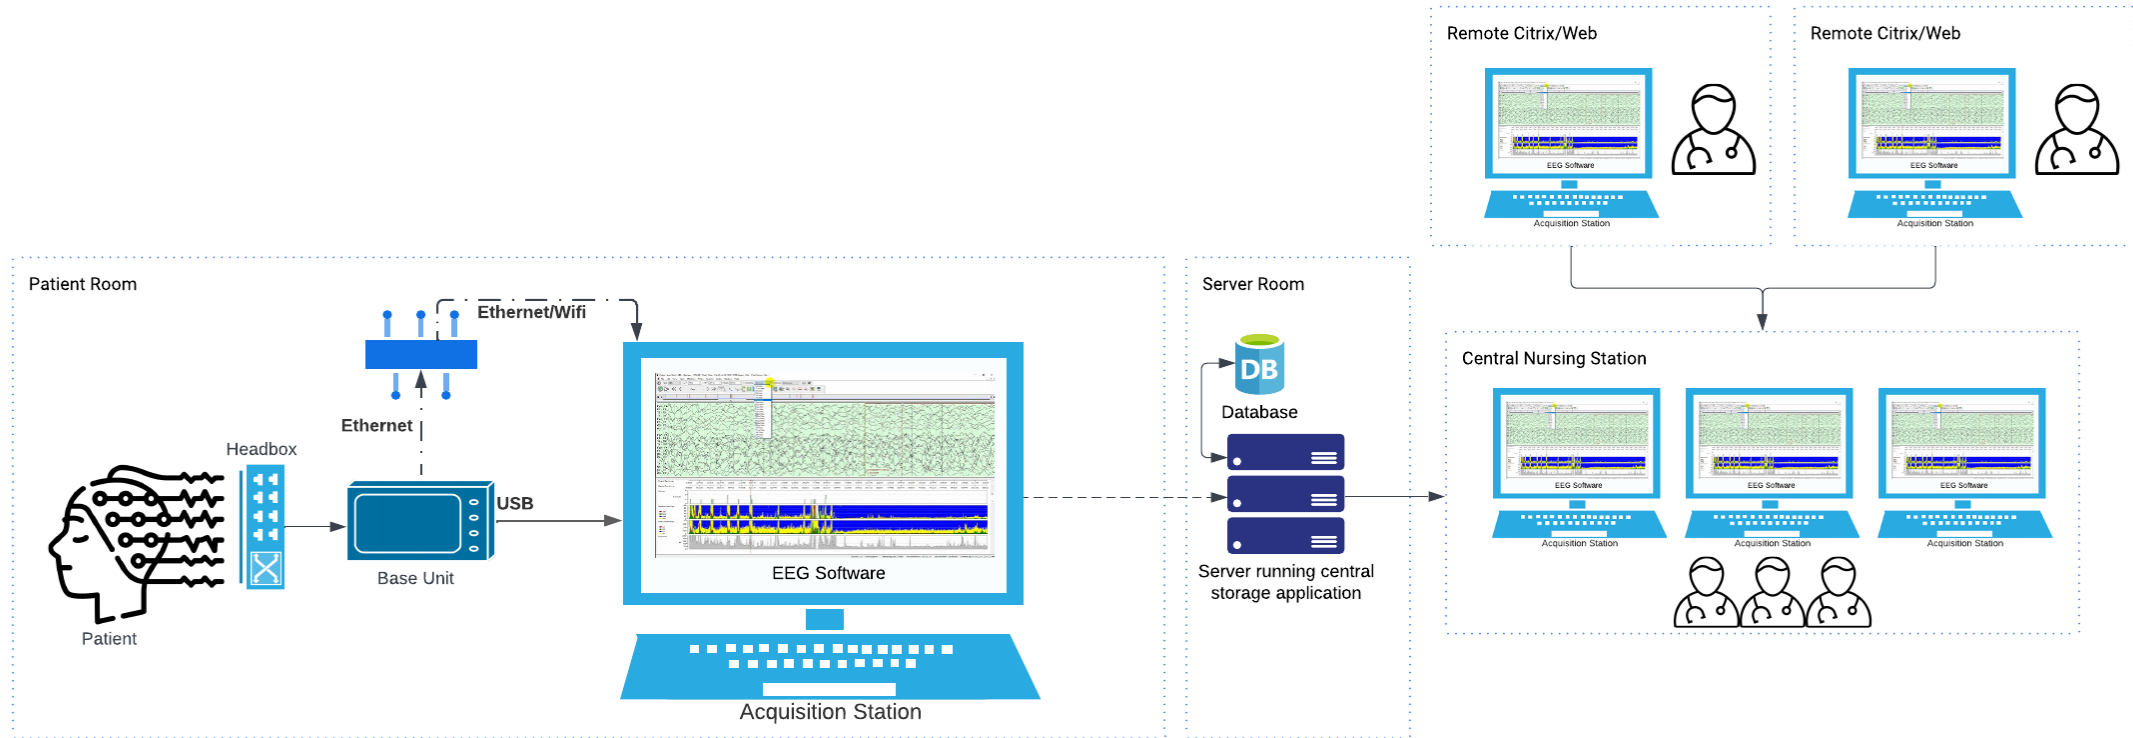 Remote Citrix/Web
EEG Software
Acquisition Station
Remote Citrix/Web
EEG Software
Acquisition Station
Patient Room
Ethernet/Wifi
Ethernet
Headbox
USB
Base Unit
Patient
EEG Software
Acquisition Station
Server Room
DB
Database
Server running central
storage application
Central Nursing Station
EEG Software
Acquisition Station
EEG Software
Acquisition Station
EEG Software
Acquisition Station